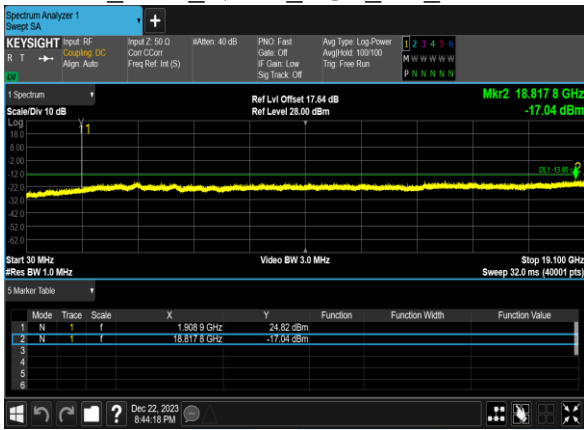 Spectrum Analyzer 1
Swept SA
KEYSIGHT Input: RF Input Z: 50 Ω #Atten: 40 dB PNO: Fast Avg Type: Log-Power 1 2 3 4 5 6
R T Coupling: DC Corr CCorr Gate: Off Avg|Hold: 100/100 M W W W W W
Align: Auto Freq Ref: Int (S) IF Gain: Low Trig: Free Run
Sig Track: Off P N N N N N
LV
1 Spectrum Ref Lvl Offset 17.64 dB Mkr2 18.817 8 GHz
Scale/Div 10 dB Ref Level 28.00 dBm -17.04 dBm
Log
18.0 1
8.00
-2.00
-12.0 DL1 -13.00 2
-22.0
-32.0
-42.0
-52.0
-62.0
Start 30 MHz Video BW 3.0 MHz Stop 19.100 GHz
#Res BW 1.0 MHz Sweep 32.0 ms (40001 pts)
5 Marker Table
Mode Trace Scale X Y Function Function Width Function Value
1 N 1 f 1.908 9 GHz 24.82 dBm
2 N 1 f 18.817 8 GHz -17.04 dBm
3
4
5
6
? Dec 22, 2023
8:44:18 PM